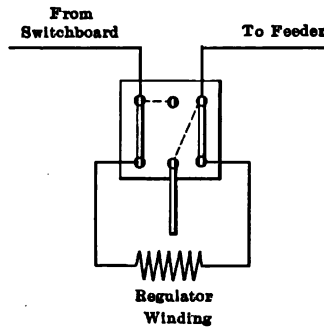 From
Switchboard
To Feeder
Regulator
Winding